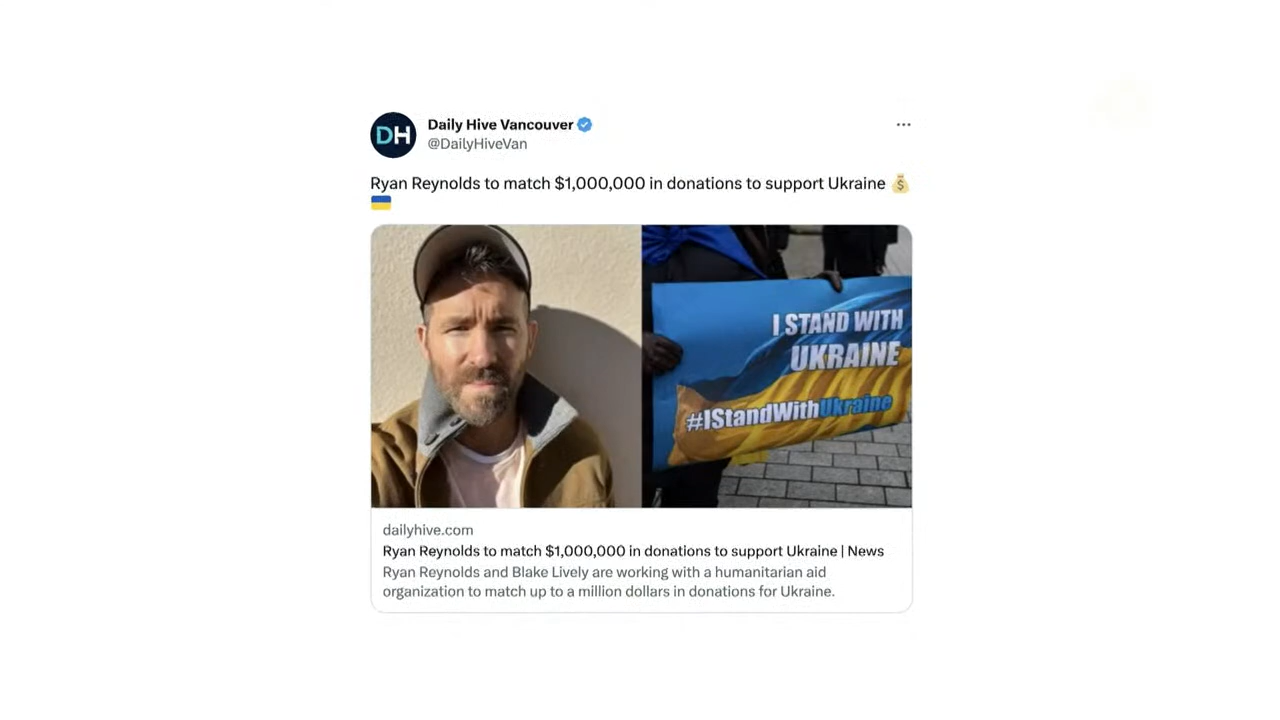 DH
Daily Hive Vancouver
@DailyHiveVan
Ryan Reynolds to match $1,000,000 in donations to support Ukraine 💰
🇺🇦
I STAND WITH
UKRAINE
#IStandWithUkraine
dailyhive.com
Ryan Reynolds to match $1,000,000 in donations to support Ukraine | News
Ryan Reynolds and Blake Lively are working with a humanitarian aid
organization to match up to a million dollars in donations for Ukraine.